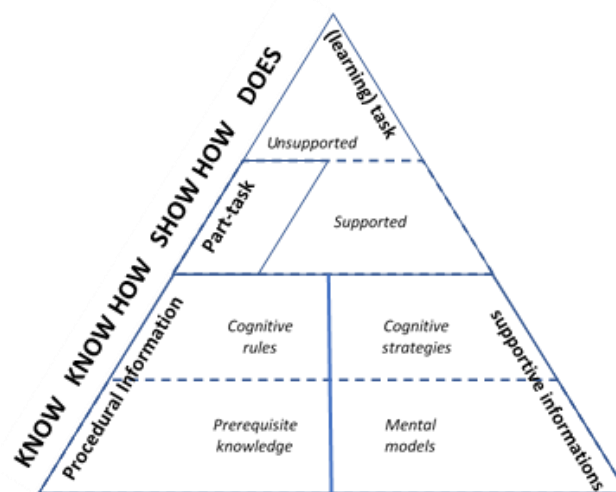 KNOW KNOW HOW SHOW HOW DOES
(learning) task
Unsupported
Part-task
Supported
Procedural Information
Cognitive
rules
Cognitive
strategies
supportive informations
Prerequisite
knowledge
Mental
models